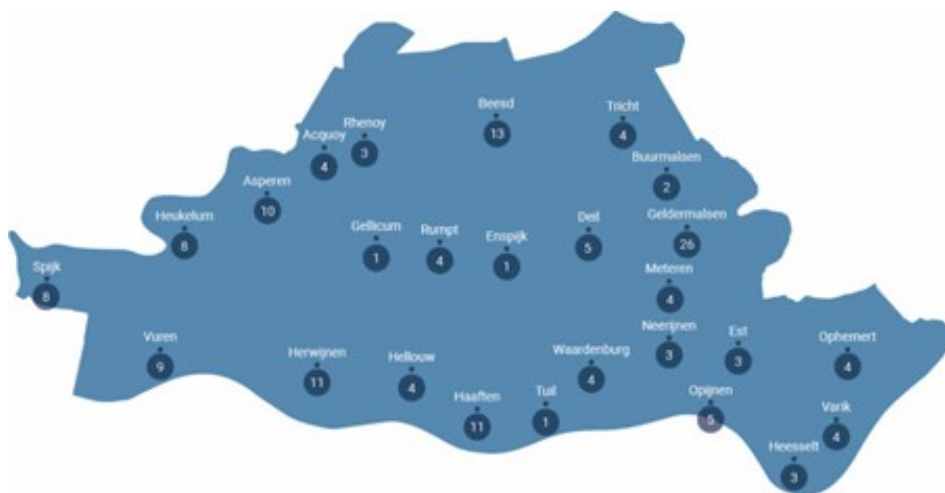 Beesd
13
Tricht
4
Rhenoy
3
Acquoy
4
Buurmalsen
2
Asperen
10
Heukelum
8
Gellicum
1
Rumpt
4
Enspijk
1
Deil
5
Geldermalsen
26
Spijk
8
Meteren
4
Vuren
9
Herwijnen
11
Hellouw
4
Waardenburg
4
Neerijnen
3
Est
3
Ophemert
4
Haaften
11
Tuil
1
Opijnen
5
Varik
4
Heesselt
3